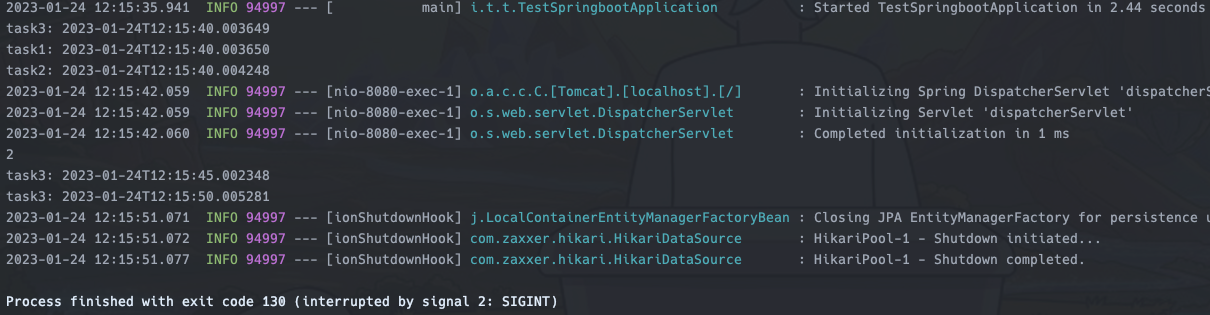 2023-01-24 12:15:35.941  INFO 94997 --- [           main] i.t.t.TestSpringbootApplication          : Started TestSpringbootApplication in 2.44 seconds
task3: 2023-01-24T12:15:40.003649
task1: 2023-01-24T12:15:40.003650
task2: 2023-01-24T12:15:40.004248
2023-01-24 12:15:42.059  INFO 94997 --- [nio-8080-exec-1] o.a.c.c.C.[Tomcat].[localhost].[/]       : Initializing Spring DispatcherServlet 'dispatcherS
2023-01-24 12:15:42.059  INFO 94997 --- [nio-8080-exec-1] o.s.web.servlet.DispatcherServlet        : Initializing Servlet 'dispatcherServlet'
2023-01-24 12:15:42.060  INFO 94997 --- [nio-8080-exec-1] o.s.web.servlet.DispatcherServlet        : Completed initialization in 1 ms
2
task3: 2023-01-24T12:15:45.002348
task3: 2023-01-24T12:15:50.005281
2023-01-24 12:15:51.071  INFO 94997 --- [ionShutdownHook] j.LocalContainerEntityManagerFactoryBean : Closing JPA EntityManagerFactory for persistence u
2023-01-24 12:15:51.072  INFO 94997 --- [ionShutdownHook] com.zaxxer.hikari.HikariDataSource       : HikariPool-1 - Shutdown initiated...
2023-01-24 12:15:51.077  INFO 94997 --- [ionShutdownHook] com.zaxxer.hikari.HikariDataSource       : HikariPool-1 - Shutdown completed.
Process finished with exit code 130 (interrupted by signal 2: SIGINT)